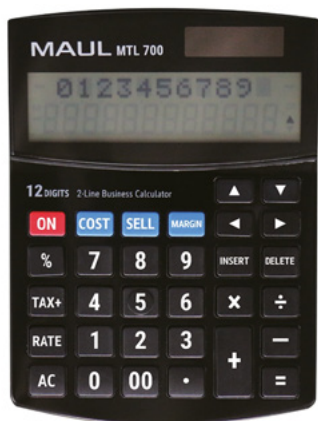 MAUL MTL 700
0123456789
12 DIGITS 2-Line Business Calculator
▲ ▼
ON COST SELL MARGIN ◄ ►
% 7 8 9 INSERT DELETE
TAX+ 4 5 6 × ÷
RATE 1 2 3 + −
AC 0 00 · =